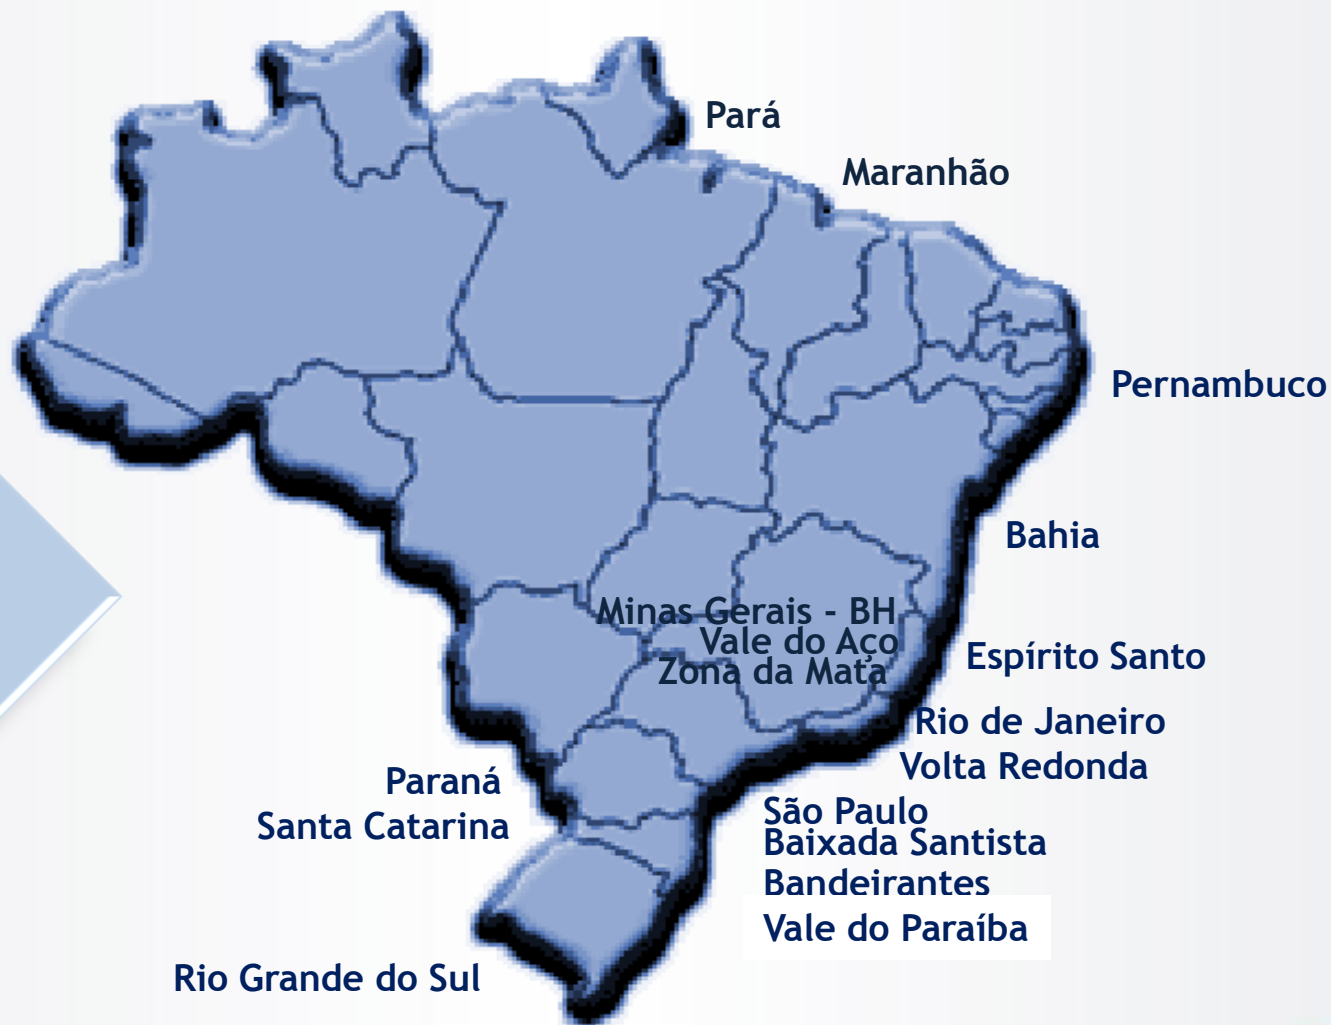 Pará
Maranhão
Pernambuco
Bahia
Minas Gerais - BH
Vale do Aço
Zona da Mata
Espírito Santo
Rio de Janeiro
Volta Redonda
Paraná
Santa Catarina
São Paulo
Baixada Santista
Bandeirantes
Vale do Paraíba
Rio Grande do Sul